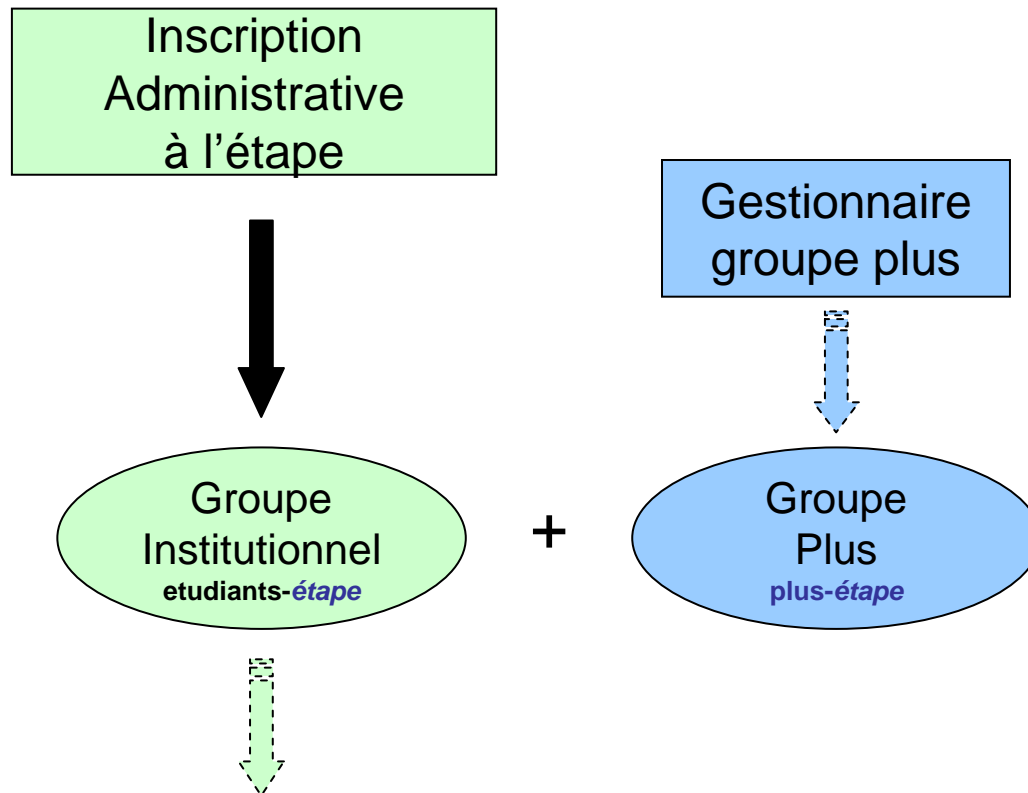 Inscription
Administrative
à l’étape
Gestionnaire
groupe plus
Groupe
Institutionnel
etudiants-étape
+
Groupe
Plus
plus-étape